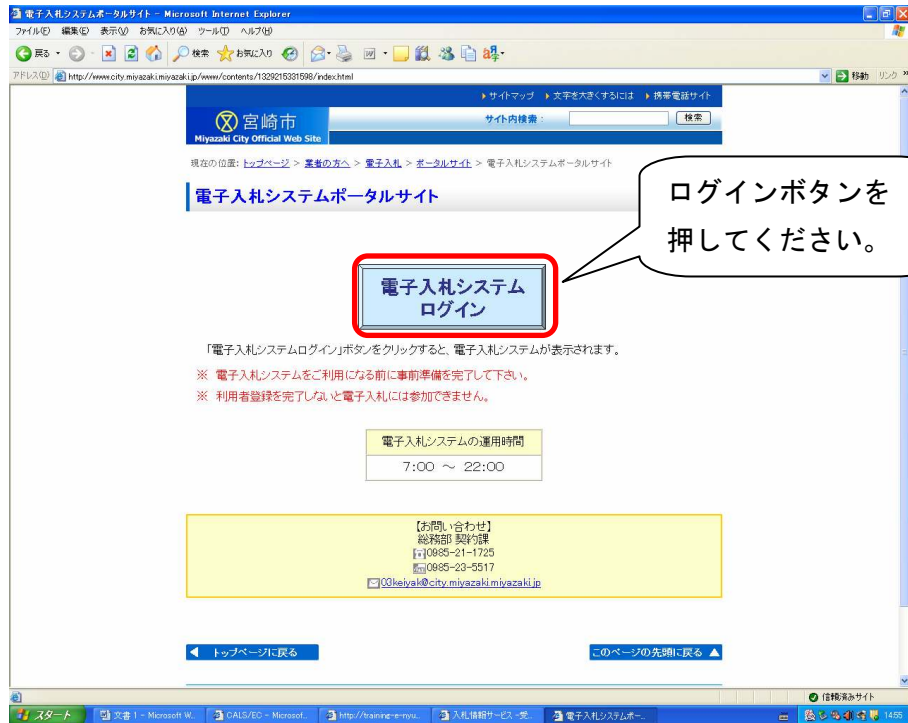 電子入札システムポータルサイト - Microsoft Internet Explorer
ファイル(F) 編集(E) 表示(V) お気に入り(A) ツール(T) ヘルプ(H)
戻る 検索 お気に入り
アドレス(D) http://www.city.miyazaki.miyazaki.jp/www/contents/1329215331598/index.html 移動 リンク »
サイトマップ 文字を大きくするには 携帯電話サイト
宮崎市
Miyazaki City Official Web Site
サイト内検索： 検索
現在の位置: トップページ > 業者の方へ > 電子入札 > ポータルサイト > 電子入札システムポータルサイト
電子入札システムポータルサイト
ログインボタンを
押してください。
電子入札システム
ログイン
「電子入札システムログイン」ボタンをクリックすると、電子入札システムが表示されます。
※ 電子入札システムをご利用になる前に事前準備を完了して下さい。
※ 利用者登録を完了しないと電子入札には参加できません。
電子入札システムの運用時間
7:00 ～ 22:00
【お問い合わせ】
総務部 契約課
0985-21-1725
0985-23-5517
03keiyak@city.miyazaki.miyazaki.jp
トップページに戻る
このページの先頭に戻る
信頼済みサイト
スタート 文書 1 - Microsoft W... CALS/EC - Microsof... http://training-e-nyu... 入札情報サービス -受... 電子入札システムポー... 14:55